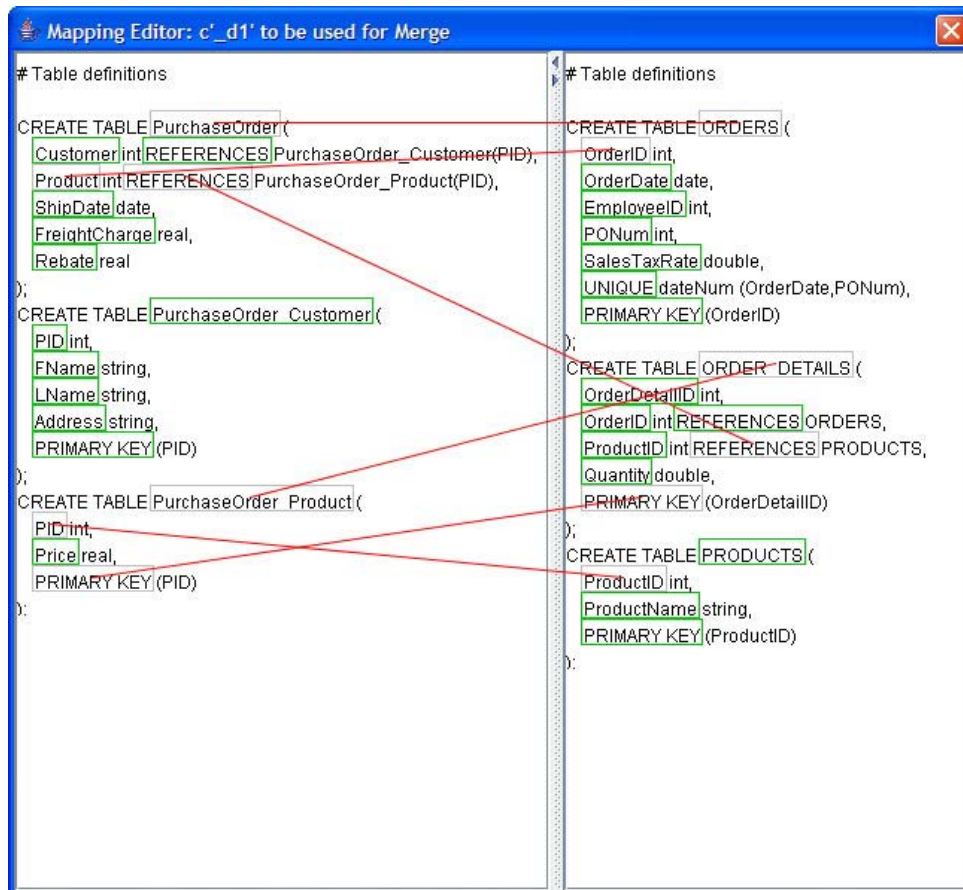 Mapping Editor: c'_d1' to be used for Merge
# Table definitions
CREATE TABLE PurchaseOrder (
Customer int REFERENCES PurchaseOrder_Customer(PID),
Product int REFERENCES PurchaseOrder_Product(PID),
ShipDate date,
FreightCharge real,
Rebate real
);
CREATE TABLE PurchaseOrder_Customer (
PID int,
FName string,
LName string,
Address string,
PRIMARY KEY (PID)
);
CREATE TABLE PurchaseOrder_Product (
PID int,
Price real,
PRIMARY KEY (PID)
);
# Table definitions
CREATE TABLE ORDERS (
OrderID int,
OrderDate date,
EmployeeID int,
PONum int,
SalesTaxRate double,
UNIQUE dateNum (OrderDate,PONum),
PRIMARY KEY (OrderID)
);
CREATE TABLE ORDER_DETAILS (
OrderDetailID int,
OrderID int REFERENCES ORDERS,
ProductID int REFERENCES PRODUCTS,
Quantity double,
PRIMARY KEY (OrderDetailID)
);
CREATE TABLE PRODUCTS (
ProductID int,
ProductName string,
PRIMARY KEY (ProductID)
);